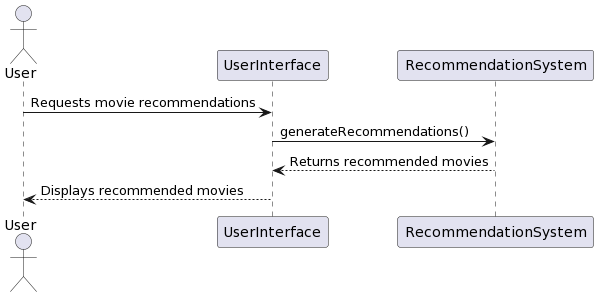 User
UserInterface
RecommendationSystem
Requests movie recommendations
generateRecommendations()
Returns recommended movies
Displays recommended movies
User
UserInterface
RecommendationSystem